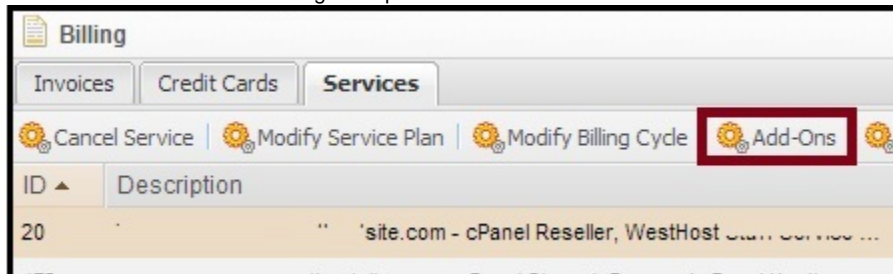 Billing
Invoices Credit Cards Services
Cancel Service Modify Service Plan Modify Billing Cycle Add-Ons
ID Description
20 site.com - cPanel Reseller, WestHost